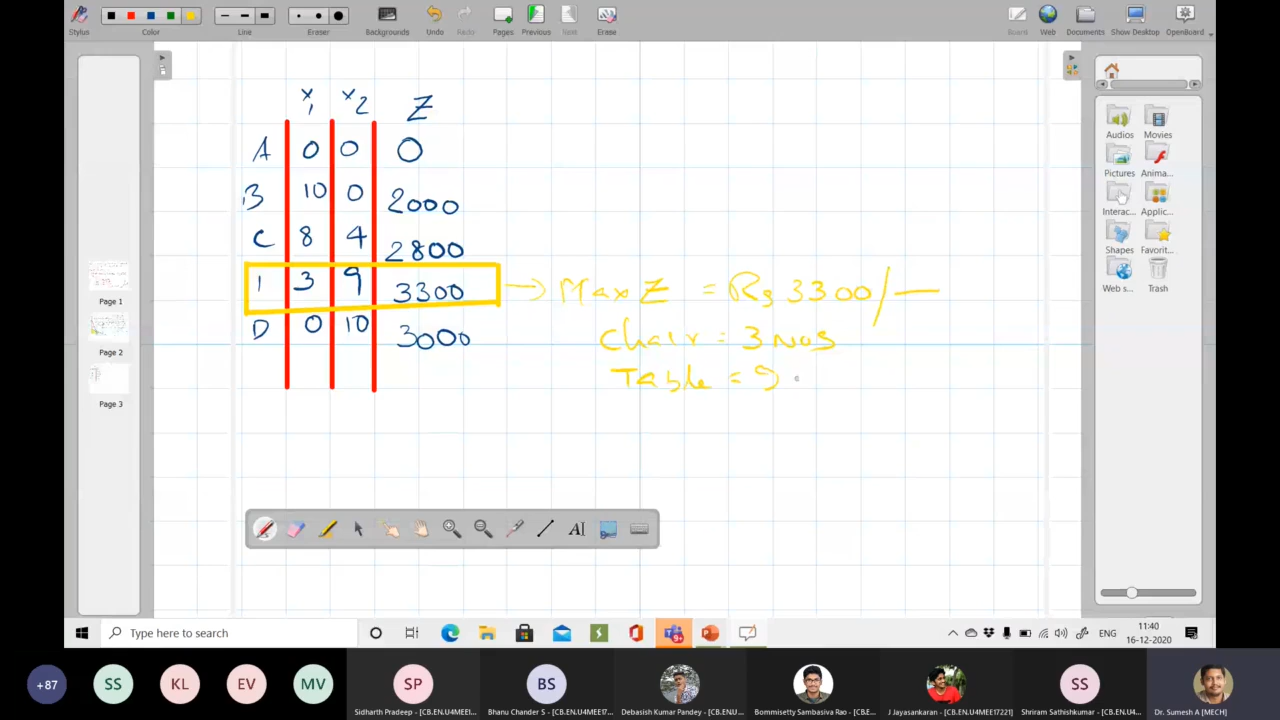 Stylus
Color
Line
Eraser
Backgrounds
Undo
Redo
Pages
Previous
Next
Erase
Board
Web
Documents
Show Desktop
OpenBoard
x1 x2 Z
A 0 0 0
B 10 0 2000
C 8 4 2800
1 3 9 3300
D 0 10 3000
Max Z = Rs 3300/-
Chair = 3 Nos
Table = 9
Page 1
Page 2
Page 3
Audios
Movies
Pictures
Anima...
Interac...
Applic...
Shapes
Favorit...
Web s...
Trash
AI
Type here to search
9+
ENG
11:40
16-12-2020
+87
SS
KL
EV
MV
SP
BS
SS
Sidharth Pradeep - [CB.EN.U4MEE1...
Bhanu Chander S - [CB.EN.U4MEE17...
Debasish Kumar Pandey - [CB.EN.U...
Bommisetty Sambasiva Rao - [CB.E...
J Jayasankaran - [CB.EN.U4MEE17221]
Shriram Sathishkumar - [CB.EN.U4...
Dr. Sumesh A [MECH]